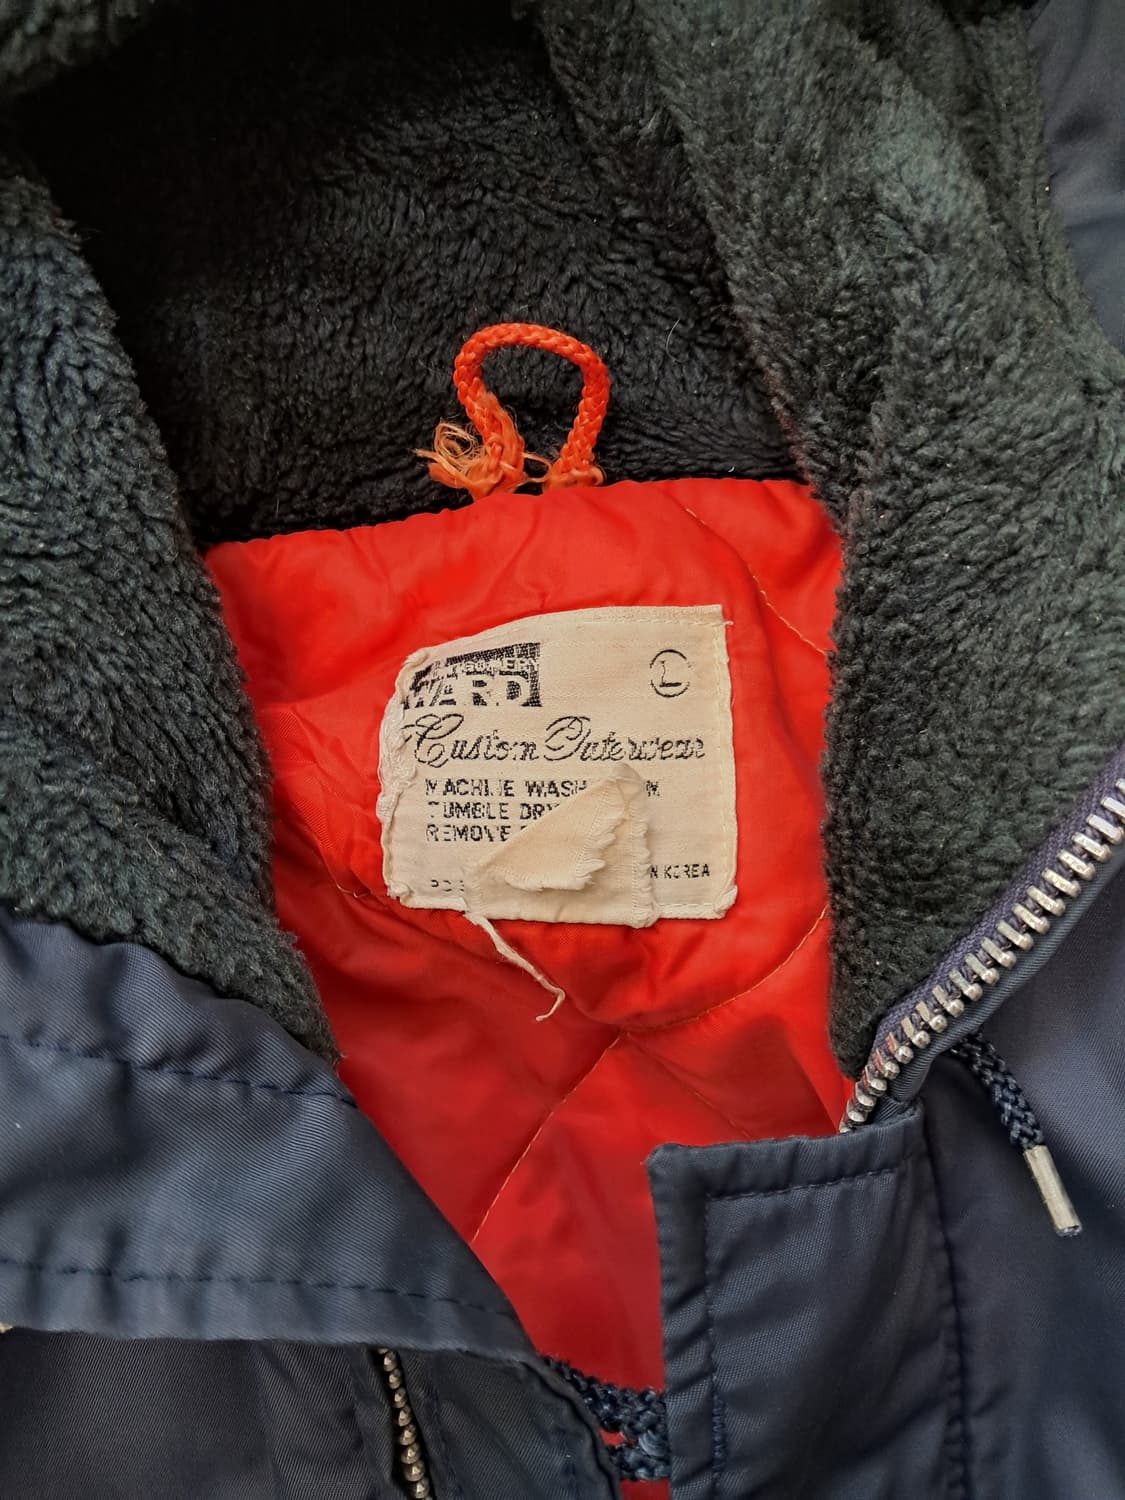 MONTGOMERY
WARD
L
Custom Outerwear
MACHINE WASH
TUMBLE DRY
REMOVE
KOREA